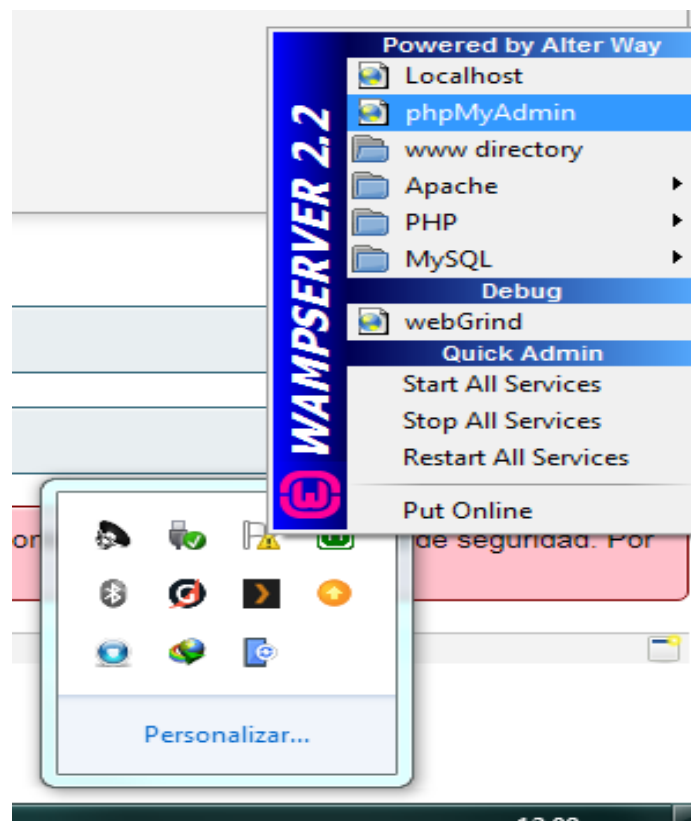 Powered by Alter Way
Localhost
phpMyAdmin
www directory
Apache
PHP
MySQL
Debug
webGrind
Quick Admin
Start All Services
Stop All Services
Restart All Services
Put Online
WAMPSERVER 2.2
de seguridad. Por
Personalizar...